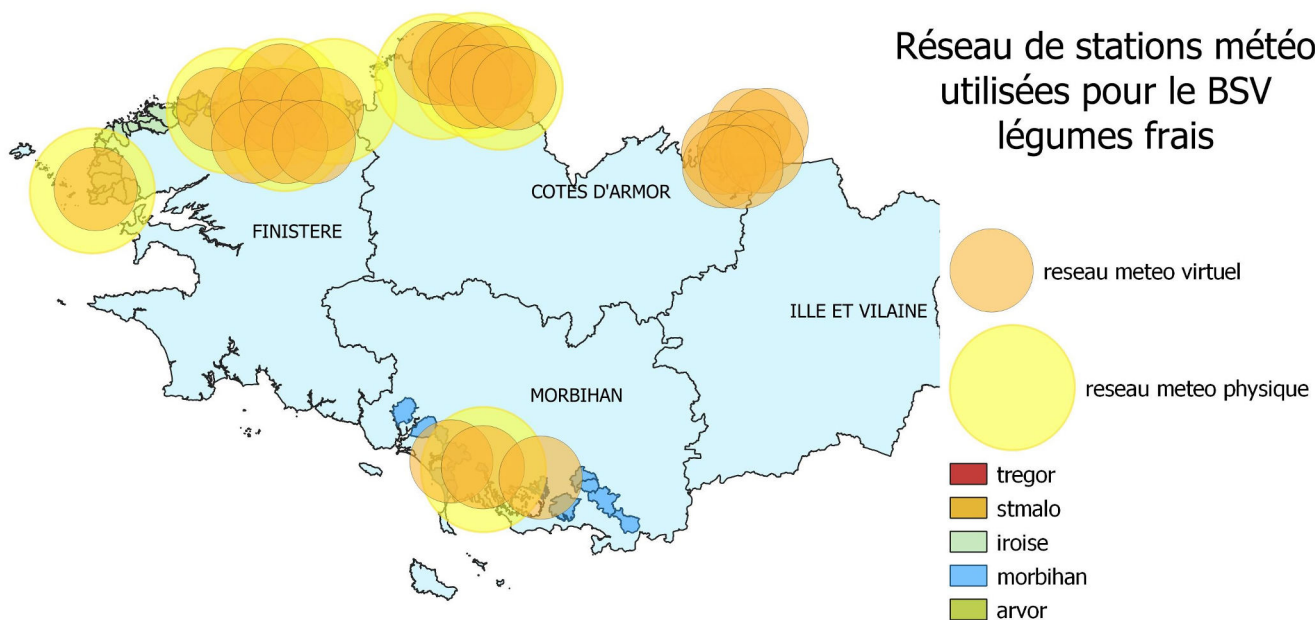 Réseau de stations météo
utilisées pour le BSV
légumes frais
COTES D'ARMOR
FINISTERE
ILLE ET VILAINE
MORBIHAN
reseau meteo virtuel
reseau meteo physique
tregor
stmalo
iroise
morbihan
arvor